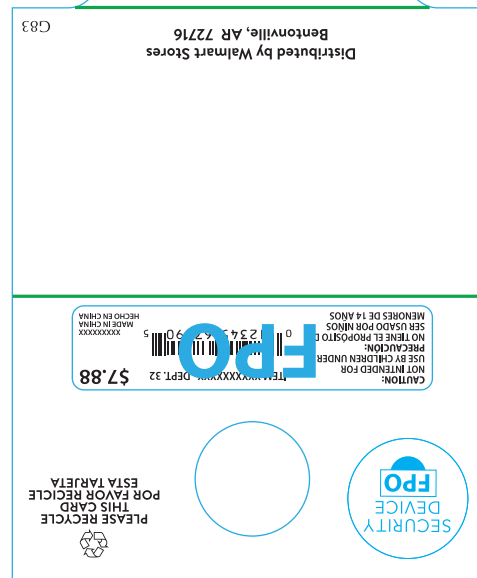 SECURITY
DEVICE
FPO
PLEASE RECYCLE
THIS CARD
POR FAVOR RECICLE
ESTA TARJETA
CAUTION:
NOT INTENDED FOR
USE BY CHILDREN UNDER
PRECAUCIÓN:
NO TIENE EL PROPÓSITO
SER USADO POR NIÑOS
MENORES DE 14 AÑOS
DEPT. 32
FPO
$7.88
XXXXXXXXX
MADE IN CHINA
HECHO EN CHINA
Distributed by Walmart Stores
Bentonville, AR 72716
G83